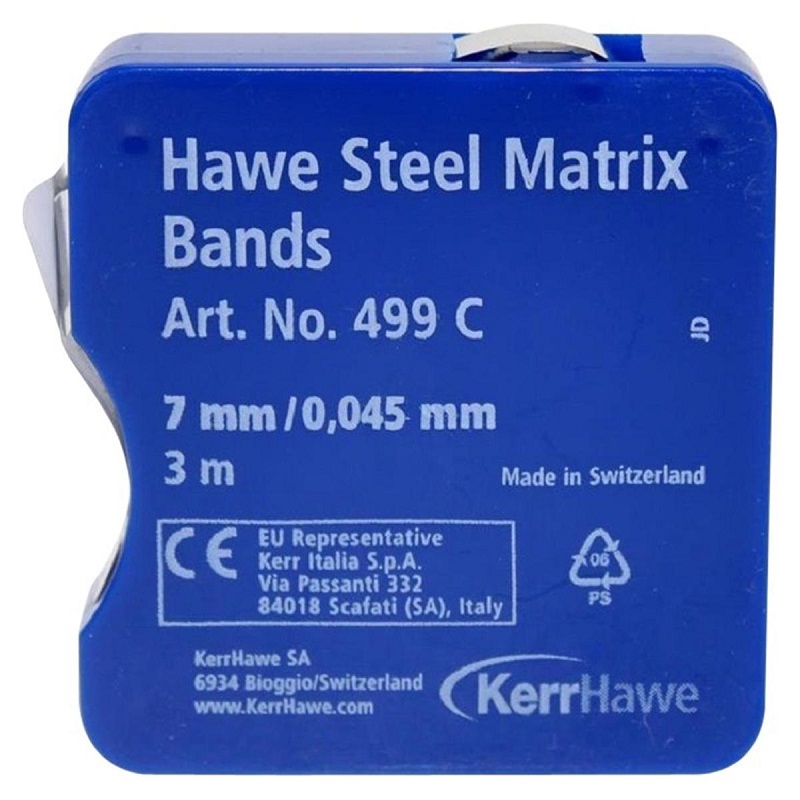 Hawe Steel Matrix
Bands
Art. No. 499 C
JD
7 mm/0,045 mm
3 m
Made in Switzerland
CE
EU Representative
Kerr Italia S.p.A.
Via Passanti 332
84018 Scafati (SA), Italy
06
PS
KerrHawe SA
6934 Bioggio/Switzerland
www.KerrHawe.com
KerrHawe